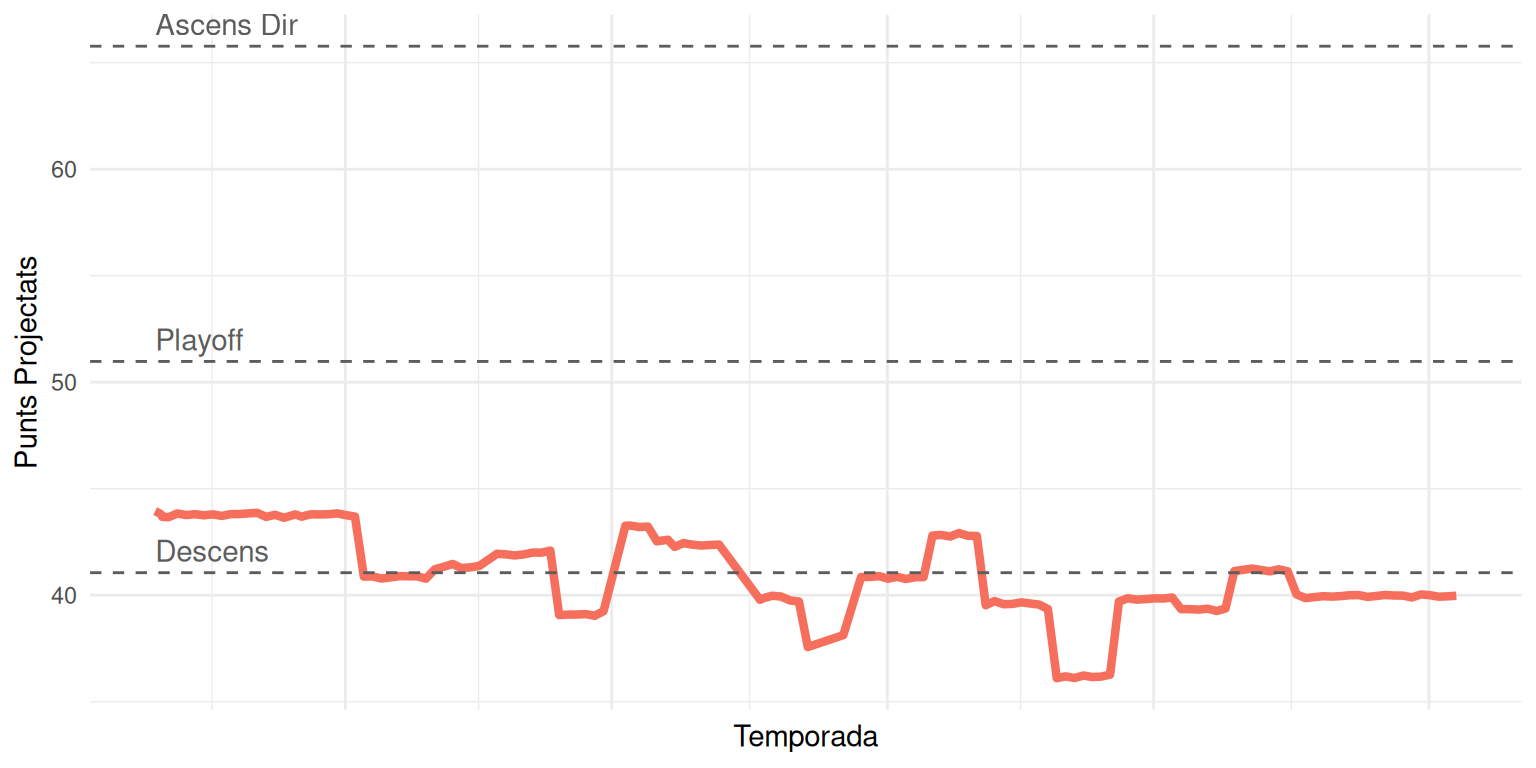 Ascens Dir
60
Playoff
50
Descens
40
Punts Projectats
Temporada